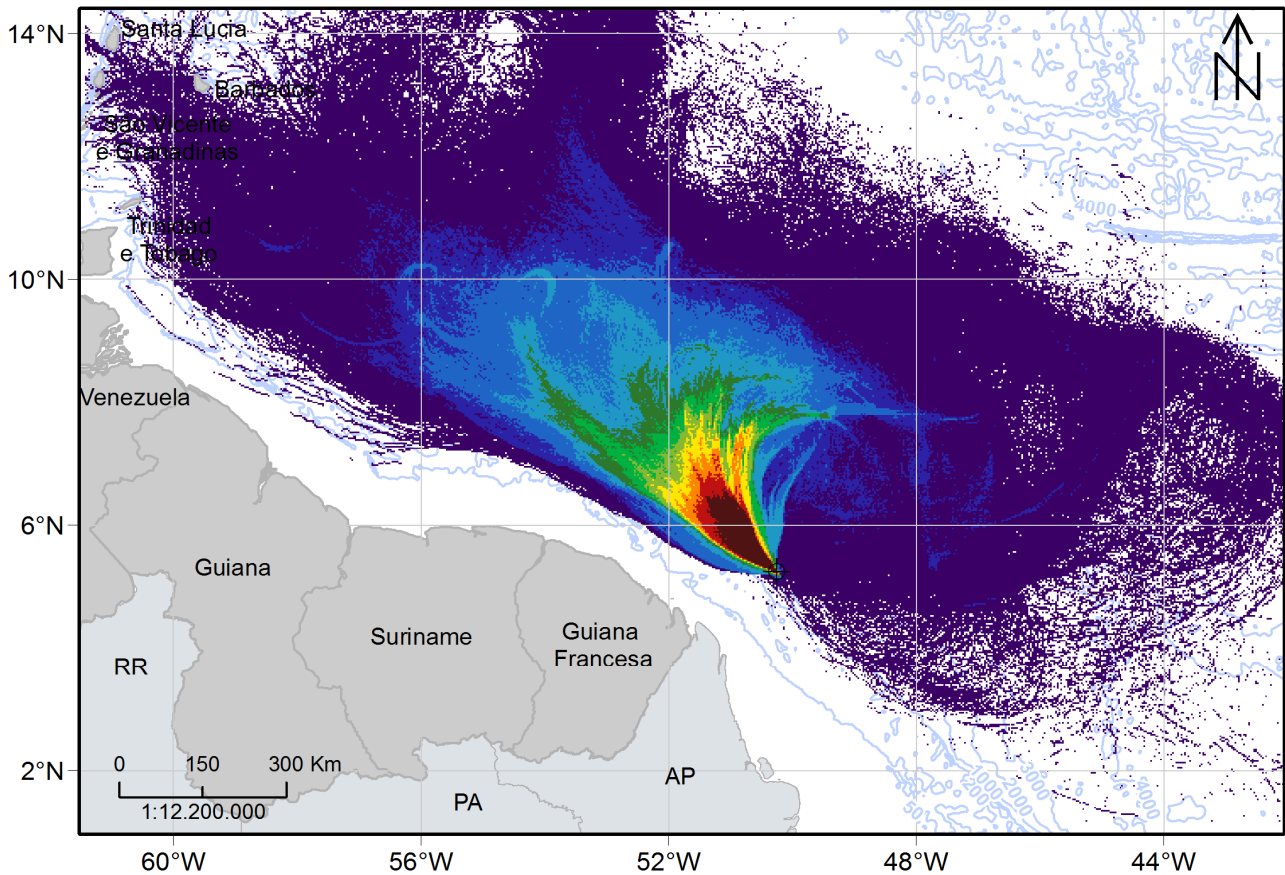 14°N
Santa Lucia
N
Barbados
São Vicente
e Granadinas
4000
Trinidad
e Tobago
10°N
Venezuela
6°N
Guiana
Guiana
Francesa
Suriname
RR
0 150 300 Km
1:12.200.000
2°N
AP
PA
60°W 56°W 52°W 48°W 44°W